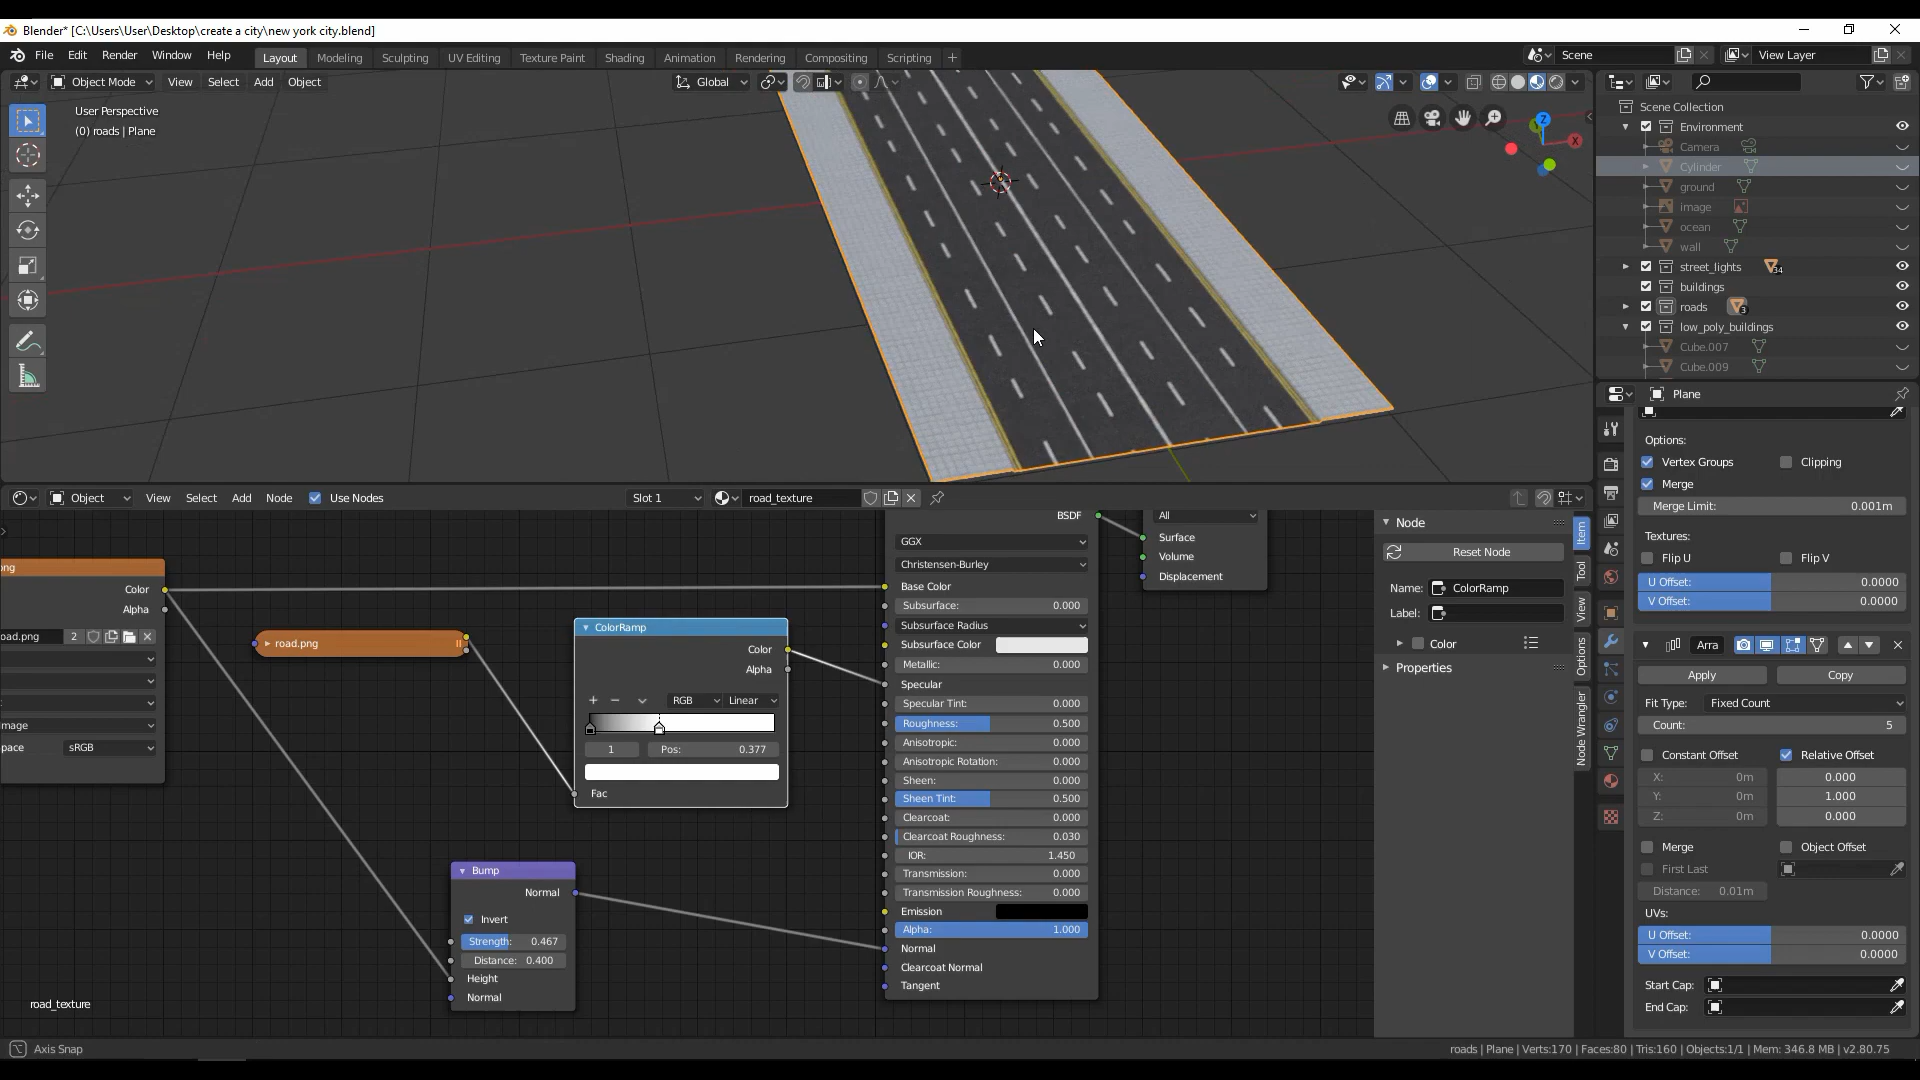 Blender* [C:\Users\User\Desktop\create a city\new york city.blend]
File Edit Render Window Help Layout Modeling Sculpting UV Editing Texture Paint Shading Animation Rendering Compositing Scripting + Scene View Layer
Object Mode View Select Add Object Global
User Perspective
(0) roads | Plane
Z
X
Scene Collection
Environment
Camera
Cylinder
ground
image
ocean
wall
street_lights 34
buildings
roads 3
low_poly_buildings
Cube.007
Cube.009
Plane
Options:
Vertex Groups Clipping
Merge
Merge Limit: 0.001m
Textures:
Flip U Flip V
U Offset: 0.0000
V Offset: 0.0000
Arra
Apply Copy
Fit Type: Fixed Count
Count: 5
Constant Offset Relative Offset
X: 0m 0.000
Y: 0m 1.000
Z: 0m 0.000
Merge Object Offset
First Last
Distance: 0.01m
UVs:
U Offset: 0.0000
V Offset: 0.0000
Start Cap:
End Cap:
Object View Select Add Node Use Nodes Slot 1 road_texture
png
Color
Alpha
oad.png 2
mage
pace sRGB
road.png
ColorRamp
Color
Alpha
+ − RGB Linear
1 Pos: 0.377
Fac
Bump
Normal
Invert
Strength: 0.467
Distance: 0.400
Height
Normal
BSDF
GGX
Christensen-Burley
Base Color
Subsurface: 0.000
Subsurface Radius
Subsurface Color
Metallic: 0.000
Specular
Specular Tint: 0.000
Roughness: 0.500
Anisotropic: 0.000
Anisotropic Rotation: 0.000
Sheen: 0.000
Sheen Tint: 0.500
Clearcoat: 0.000
Clearcoat Roughness: 0.030
IOR: 1.450
Transmission: 0.000
Transmission Roughness: 0.000
Emission
Alpha: 1.000
Normal
Clearcoat Normal
Tangent
All
Surface
Volume
Displacement
Node
Reset Node
Name: ColorRamp
Label:
Color
Properties
Item
Tool
View
Options
Node Wrangler
road_texture
Axis Snap
roads | Plane | Verts:170 | Faces:80 | Tris:160 | Objects:1/1 | Mem: 346.8 MB | v2.80.75